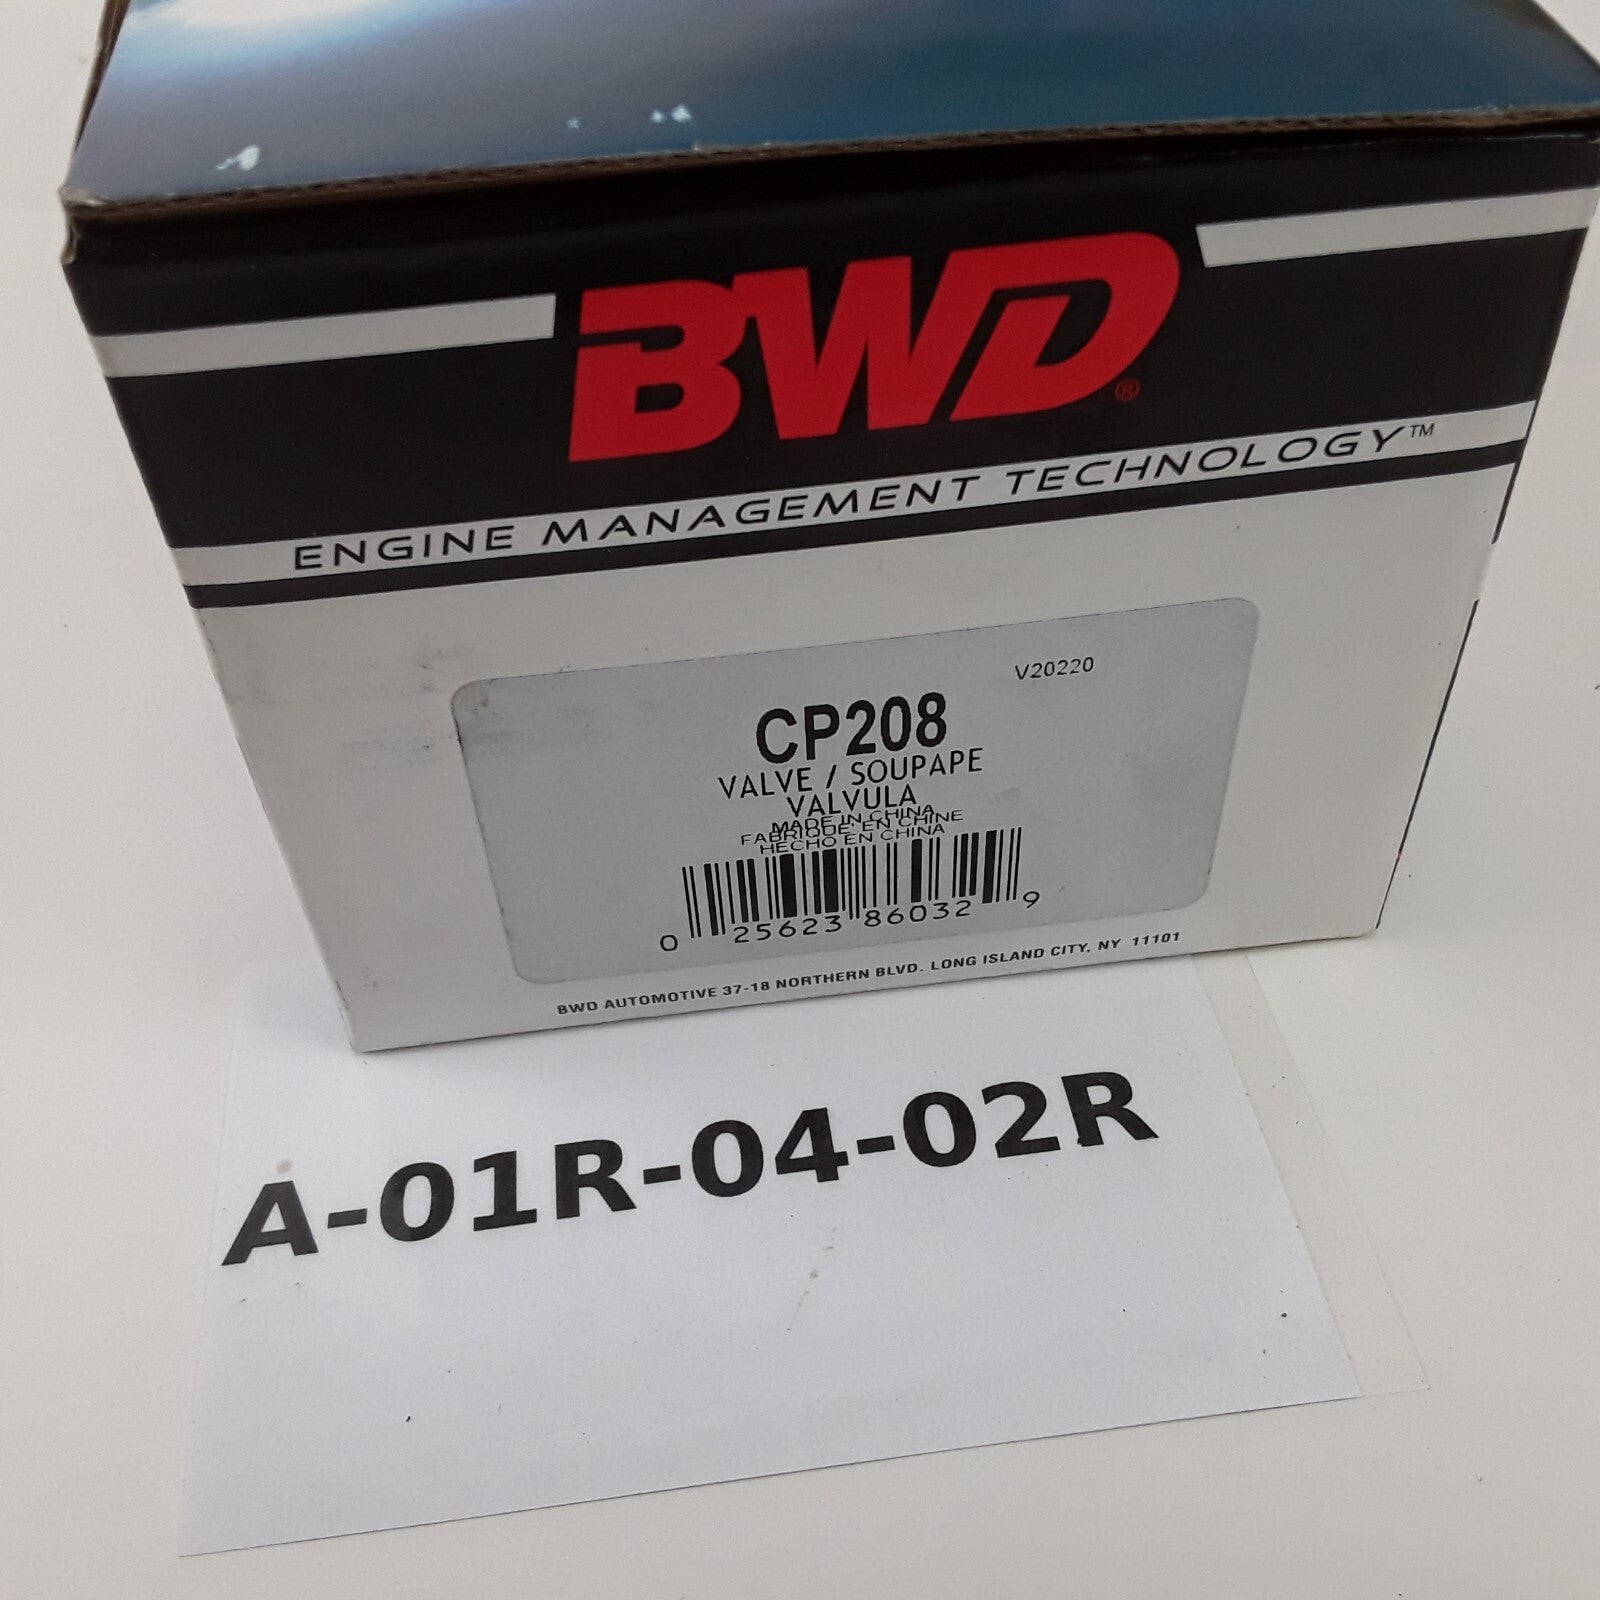 BWD®
ENGINE MANAGEMENT TECHNOLOGY™
V20220
CP208
VALVE / SOUPAPE
VALVULA
MADE IN CHINA
FABRIQUE' EN CHINE
HECHO EN CHINA
0 25623 86032 9
BWD AUTOMOTIVE 37-18 NORTHERN BLVD. LONG ISLAND CITY, NY 11101
A-01R-04-02R